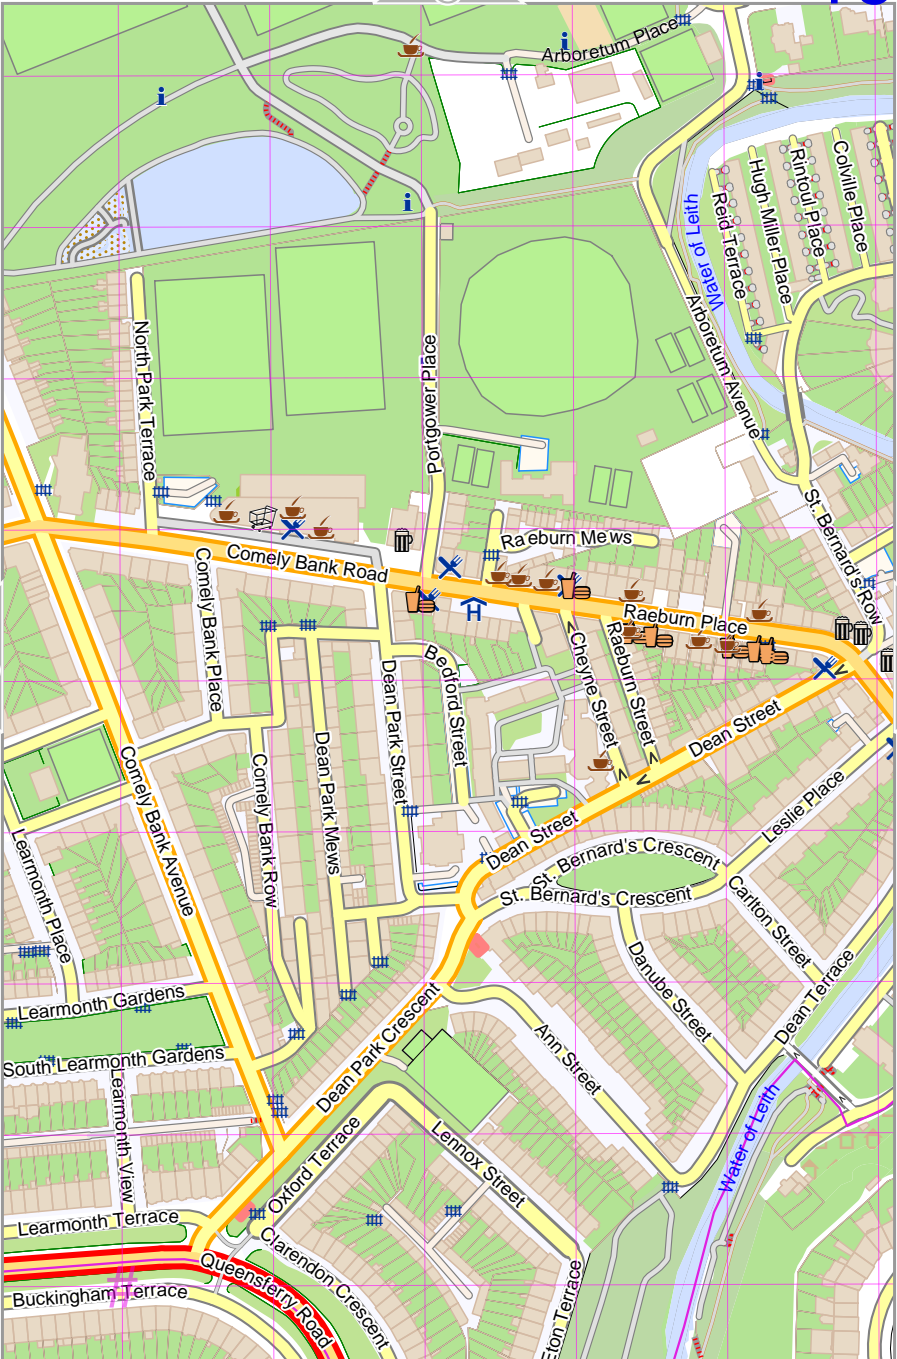 Arboretum Place
Water of Leith
Reid Terrace
Hugh Miller Place
Rintoul Place
Colville Place
Arboretum Avenue
North Park Terrace
Portgower Place
St. Bernard's Row
Raeburn Mews
Comely Bank Road
Raeburn Place
Comely Bank Place
Dean Park Street
Bedford Street
Cheyne Street
Raeburn Street
Dean Street
Comely Bank Avenue
Dean Park Mews
Comely Bank Row
Leslie Place
Dean Street
St. Bernard's Crescent
St.
St. Bernard's Crescent
Carlton Street
Learmonth Place
Danube Street
Dean Terrace
Learmonth Gardens
Dean Park Crescent
Ann Street
South Learmonth Gardens
Learmonth View
Water of Leith
Oxford Terrace
Lennox Street
Learmonth Terrace
Clarendon Crescent
Queensferry Road
Buckingham Terrace
Eton Terrace